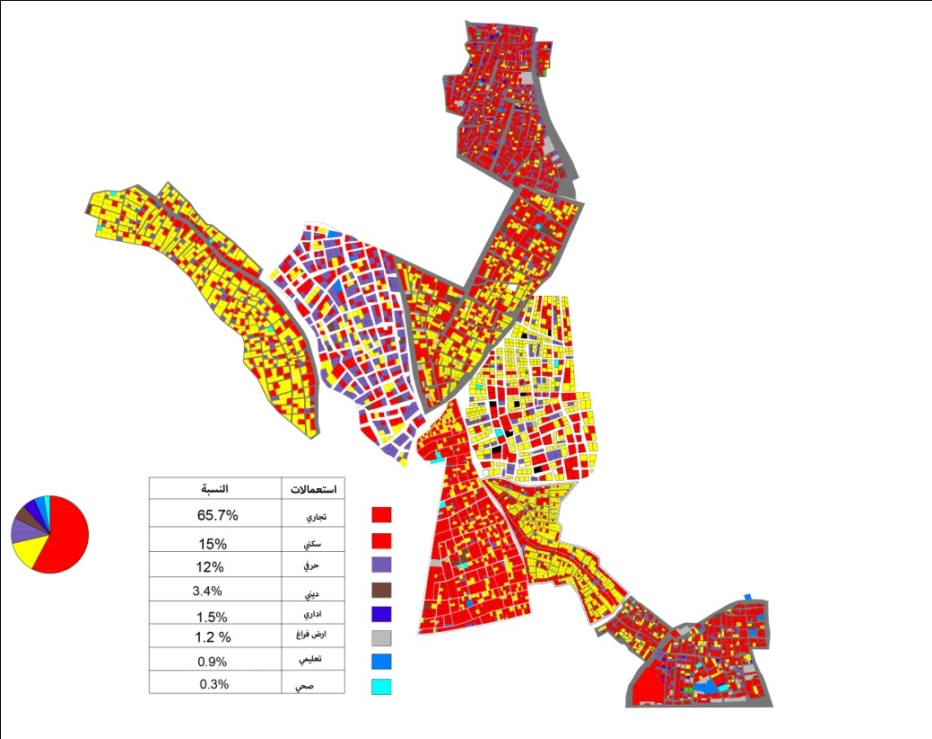 استعمالات النسبة
تجاري 65.7%
سكني 15%
حرفي 12%
ديني 3.4%
اداري 1.5%
ارض فراغ 1.2 %
تعليمي 0.9%
صحي 0.3%